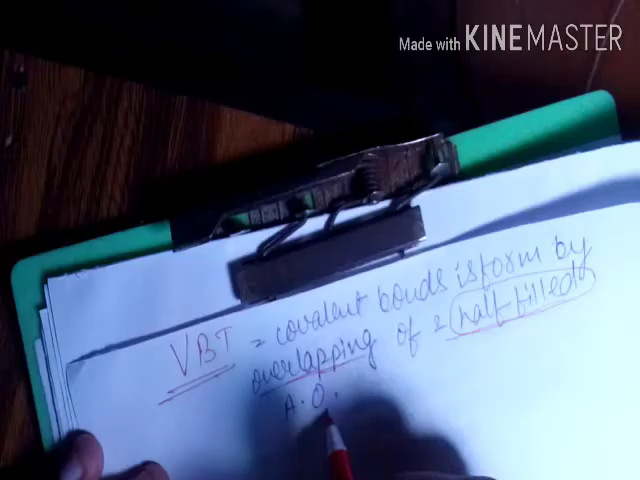 Made with KINEMASTER
VBT = covalent bonds is form by
overlapping of 2 half filled
A.O.